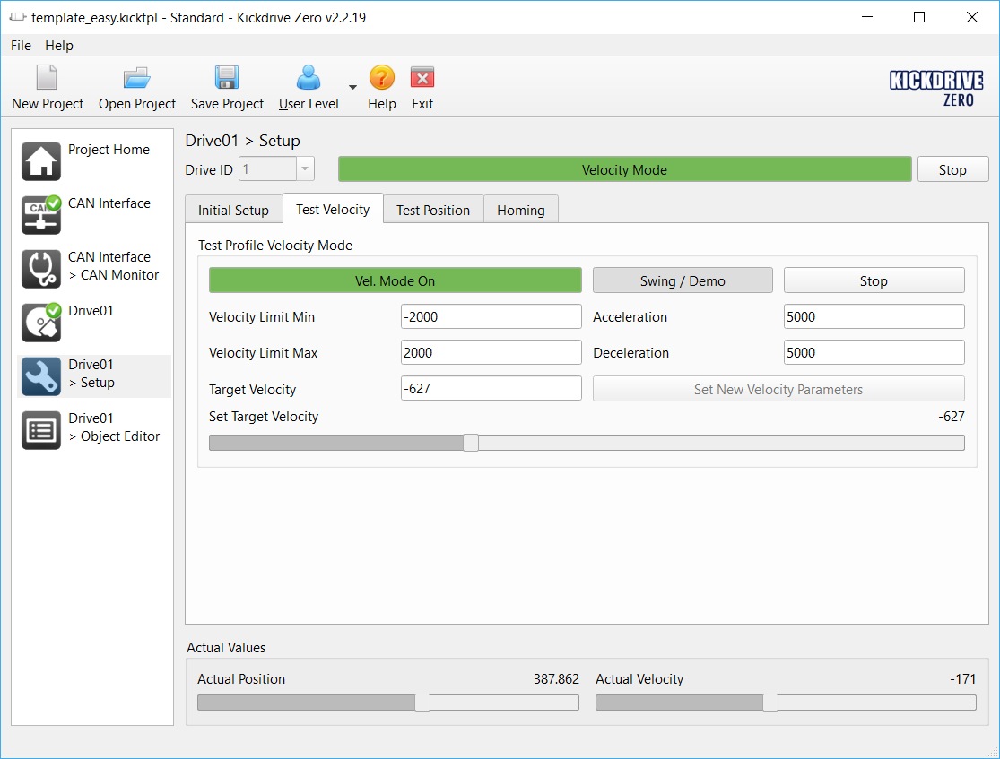 template_easy.kicktpl - Standard - Kickdrive Zero v2.2.19
File Help
New Project Open Project Save Project User Level Help Exit
KICKDRIVE
ZERO
Project Home
CAN Interface
CAN
CAN Interface
> CAN Monitor
Drive01
Drive01
> Setup
Drive01
> Object Editor
Drive01 > Setup
Drive ID 1 Velocity Mode Stop
Initial Setup Test Velocity Test Position Homing
Test Profile Velocity Mode
Vel. Mode On Swing / Demo Stop
Velocity Limit Min -2000 Acceleration 5000
Velocity Limit Max 2000 Deceleration 5000
Target Velocity -627 Set New Velocity Parameters
Set Target Velocity -627
Actual Values
Actual Position 387.862 Actual Velocity -171